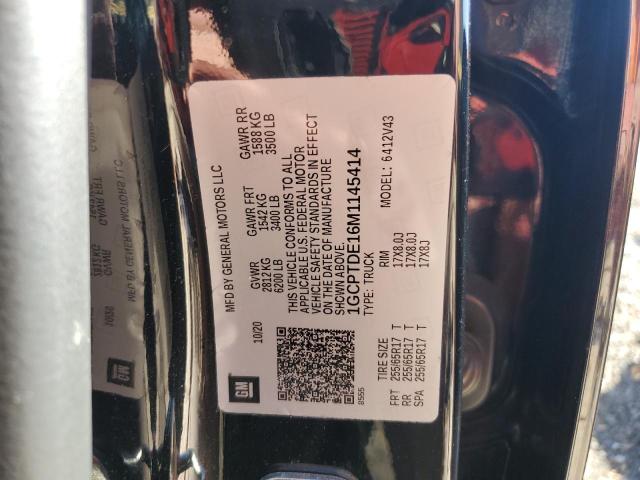 GM
MFD BY GENERAL MOTORS LLC
10/20
GVWR GAWR FRT GAWR RR
2812 KG 1542 KG 1588 KG
6200 LB 3400 LB 3500 LB
THIS VEHICLE CONFORMS TO ALL
APPLICABLE U.S. FEDERAL MOTOR
VEHICLE SAFETY STANDARDS IN EFFECT
ON THE DATE OF MANUFACTURE
SHOWN ABOVE.
1GCPTDE16M1145414
TYPE: TRUCK MODEL: 6412V43
8555
TIRE SIZE RIM
FRT 255/65R17 T 17X8.0J
RR 255/65R17 T 17X8.0J
SPA 255/65R17 T 17X8J